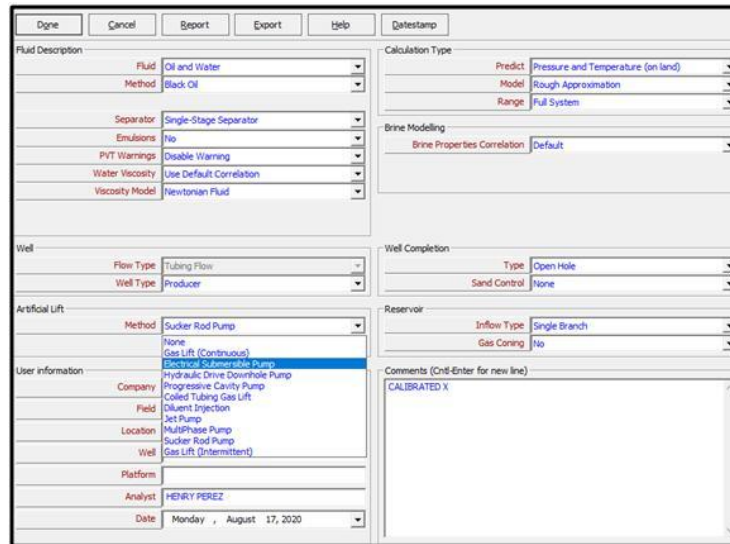 Done Cancel Report Export Help Datestamp
Fluid Description
Fluid Oil and Water
Method Black Oil
Separator Single-Stage Separator
Emulsions No
PVT Warnings Disable Warning
Water Viscosity Use Default Correlation
Viscosity Model Newtonian Fluid
Calculation Type
Predict Pressure and Temperature (on land)
Model Rough Approximation
Range Full System
Brine Modelling
Brine Properties Correlation Default
Well
Flow Type Tubing Flow
Well Type Producer
Well Completion
Type Open Hole
Sand Control None
Artificial Lift
Method Sucker Rod Pump
None
Gas Lift (Continuous)
Electrical Submersible Pump
Hydraulic Drive Downhole Pump
Progressive Cavity Pump
Coiled Tubing Gas Lift
Diluent Injection
Jet Pump
MultiPhase Pump
Sucker Rod Pump
Gas Lift (Intermittent)
Reservoir
Inflow Type Single Branch
Gas Coning No
User information
Company
Field
Location
Well
Platform
Analyst HENRY PEREZ
Date Monday , August 17, 2020
Comments (Cntl-Enter for new line)
CALIBRATED X